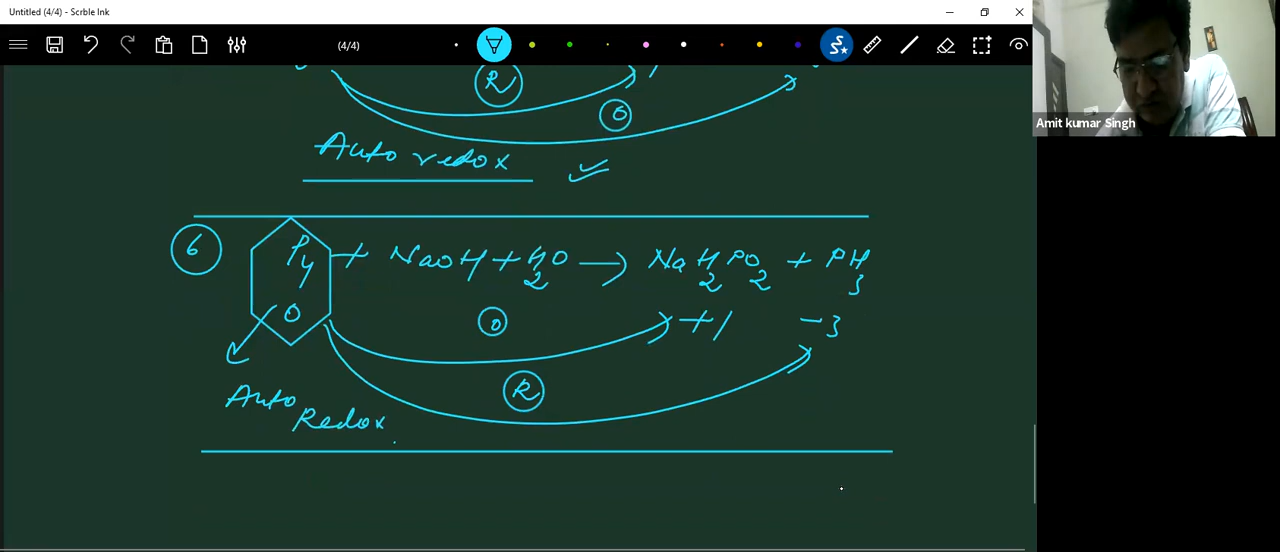 Untitled (4/4) - Scrble Ink
(4/4)
Amit kumar Singh
R
O
Auto redox
6
P4 + NaOH + H2O → NaH2PO2 + PH3
O
O
+1
-3
R
Auto
Redox